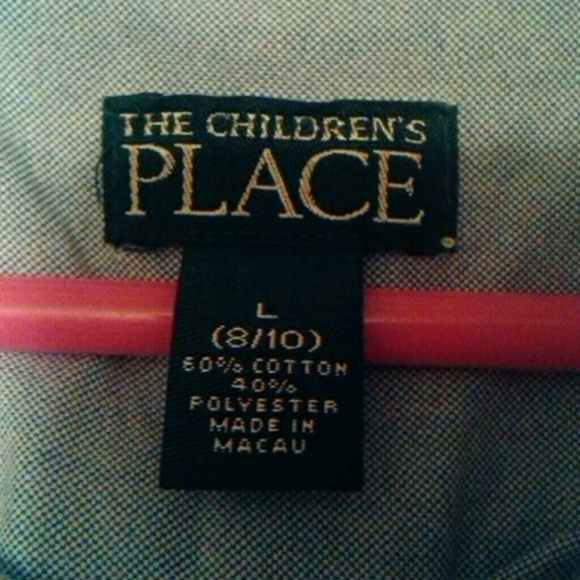 THE CHILDREN'S
PLACE
L
(8/10)
60% COTTON
40%
POLYESTER
MADE IN
MACAU